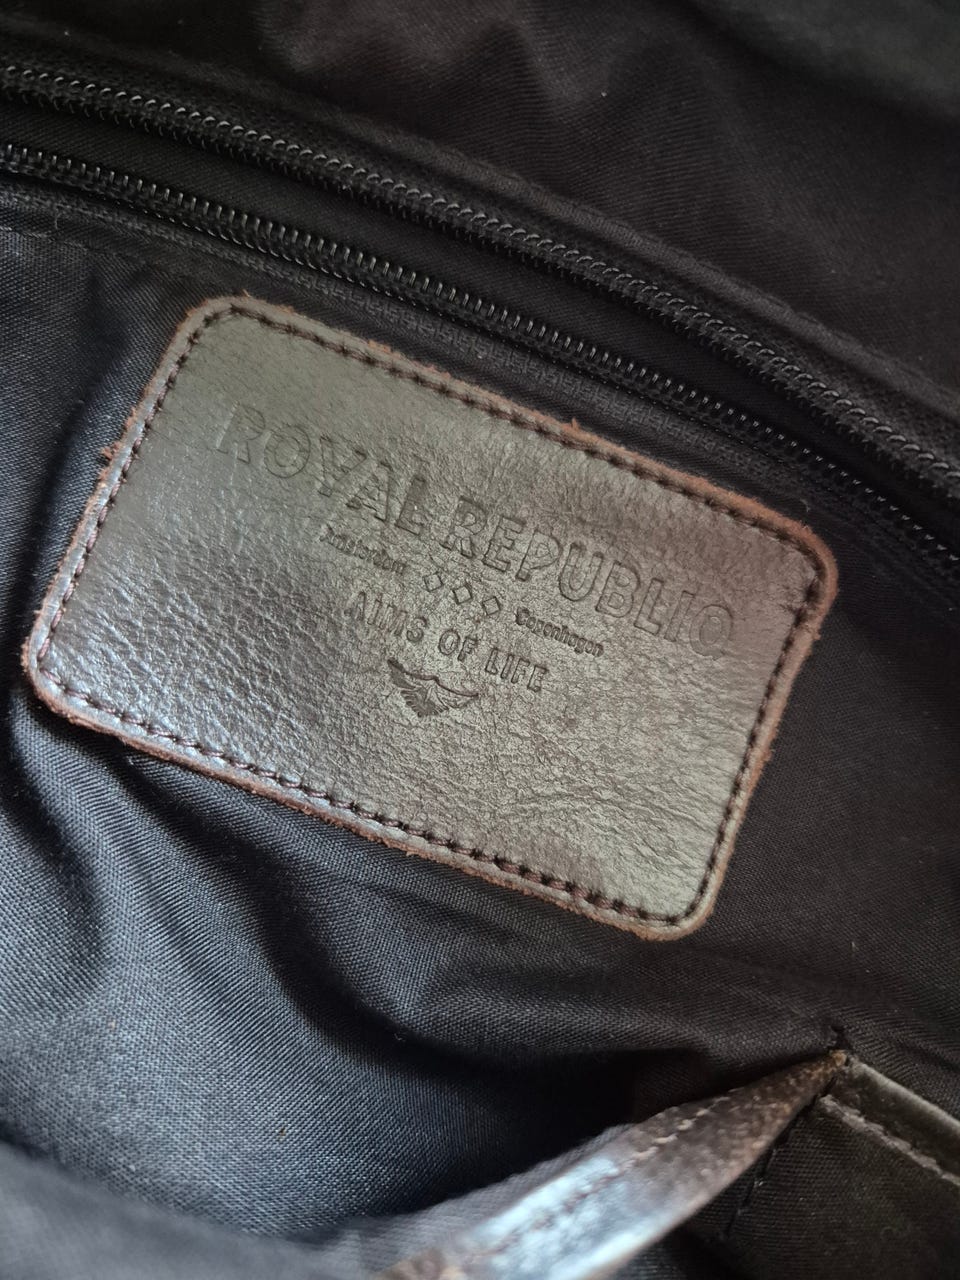 ROYAL REPUBLIQ
Amsterdam Copenhagen
AIMS OF LIFE